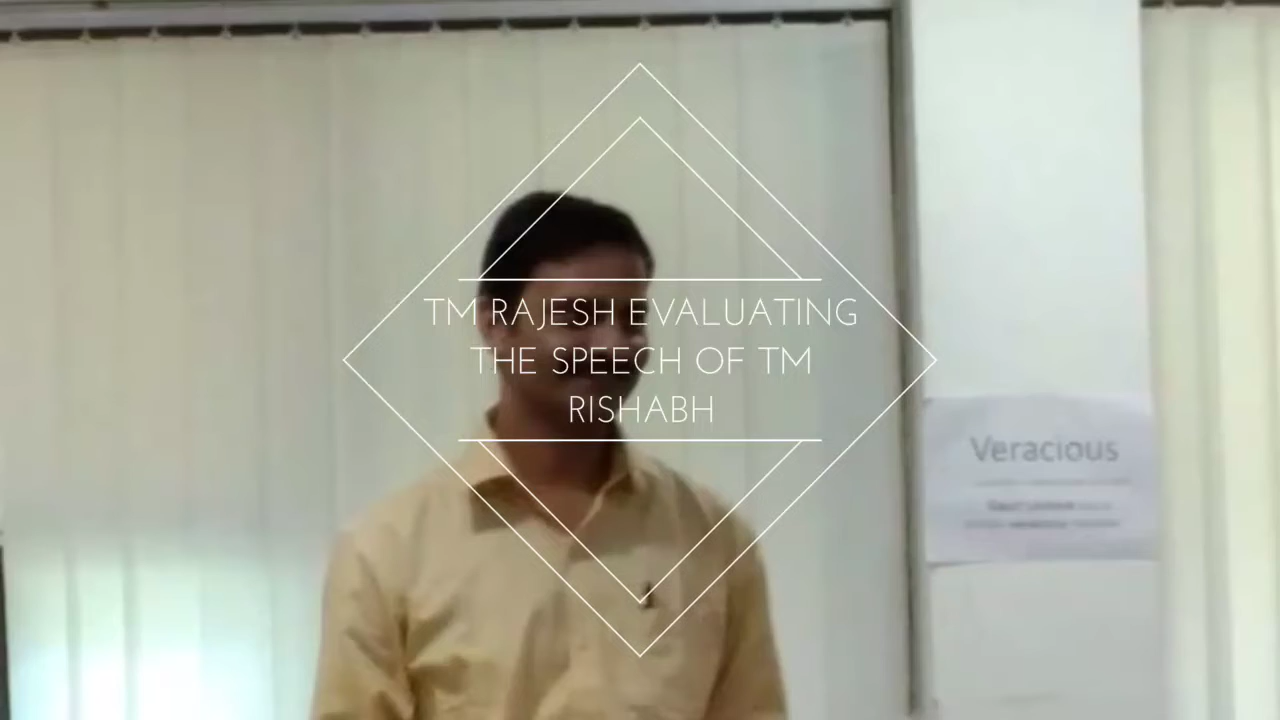 TM RAJESH EVALUATING
THE SPEECH OF TM
RISHABH
Veracious